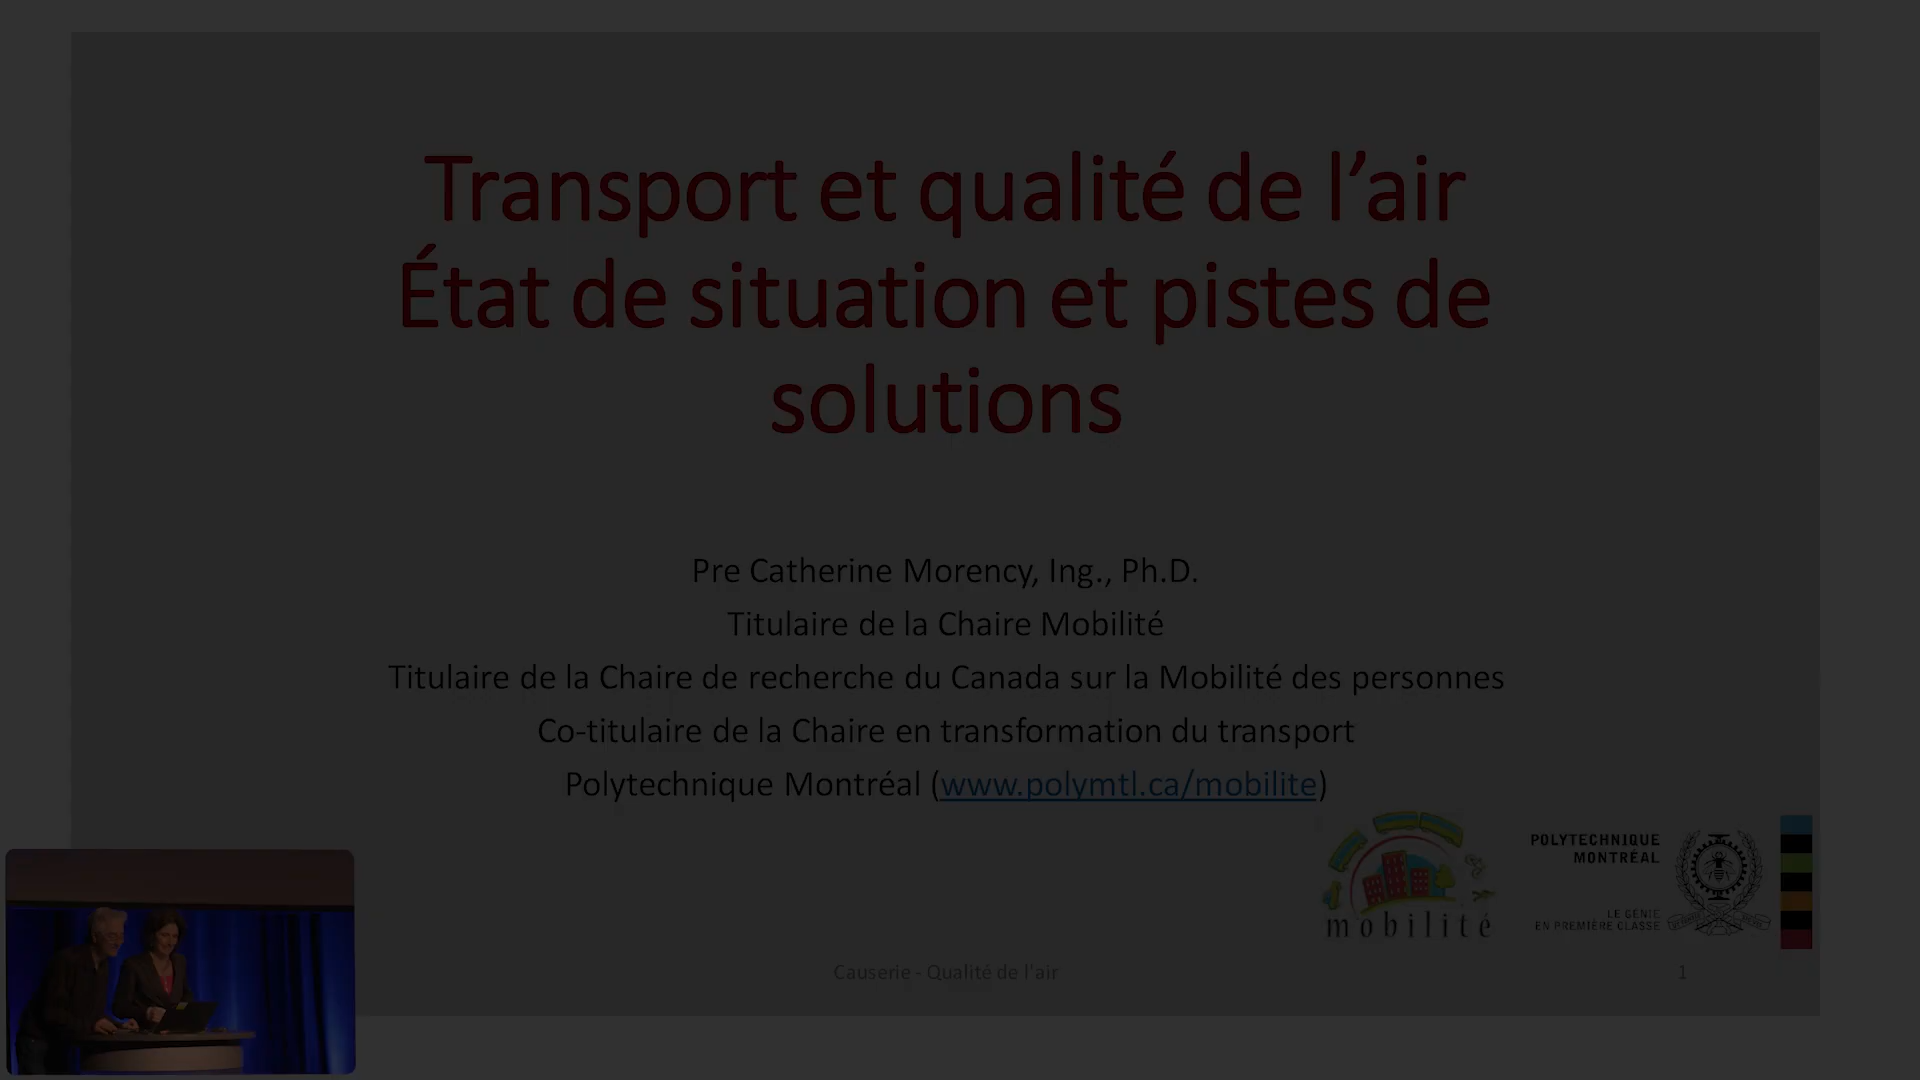 Transport et qualité de l’air
État de situation et pistes de
solutions
Pre Catherine Morency, Ing., Ph.D.
Titulaire de la Chaire Mobilité
Titulaire de la Chaire de recherche du Canada sur la Mobilité des personnes
Co-titulaire de la Chaire en transformation du transport
Polytechnique Montréal (www.polymtl.ca/mobilite)
mobilité
POLYTECHNIQUE
MONTRÉAL
LE GÉNIE
EN PREMIÈRE CLASSE
Causerie - Qualité de l'air
1